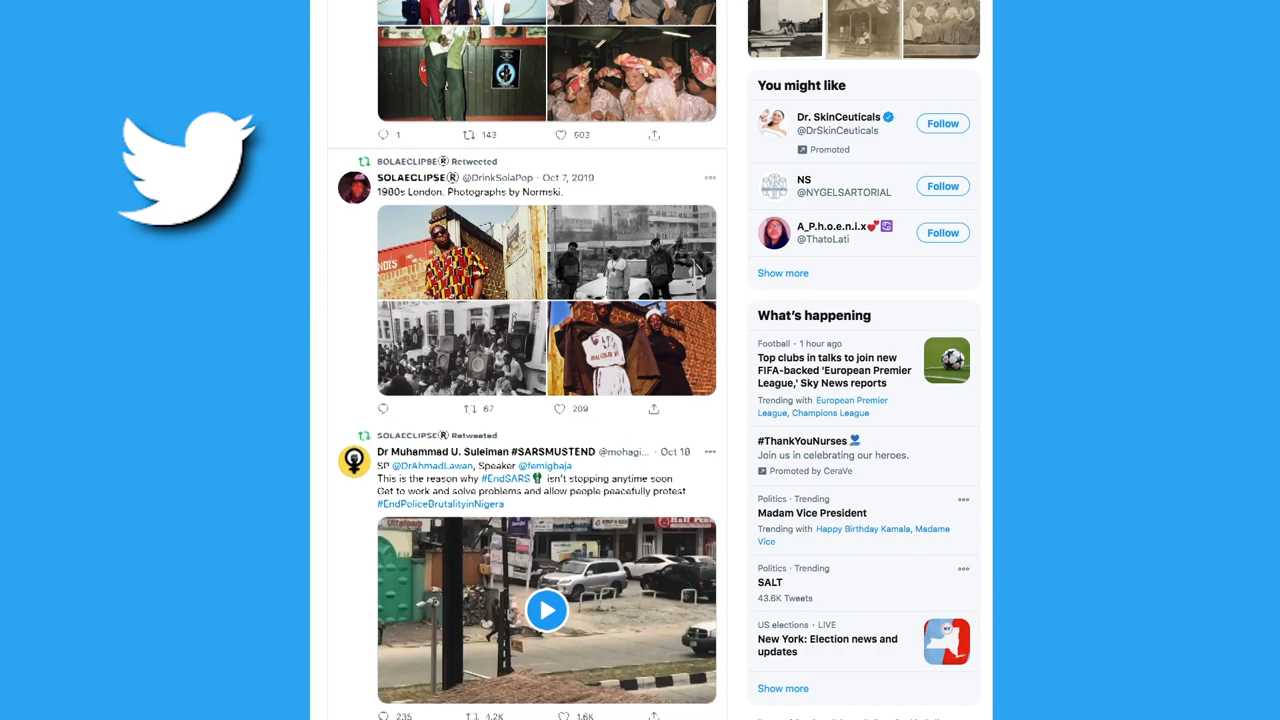 1
143
503
SOLAECLIPSEⓇ Retweeted
SOLAECLIPSEⓇ @DrinkSolaPop · Oct 7, 2019
1980s London. Photographs by Normski.
67
209
SOLAECLIPSEⓇ Retweeted
Dr Muhammad U. Suleiman #SARSMUSTEND @mohagi... · Oct 18
SP @DrAhmadLawan, Speaker @femigbaja
This is the reason why #EndSARS isn't stopping anytime soon
Get to work and solve problems and allow people peacefully protest
#EndPoliceBrutalityinNigera
235
4.2K
1.6K
You might like
Dr. SkinCeuticals
@DrSkinCeuticals
Follow
Promoted
NS
@NYGELSARTORIAL
Follow
A_P.h.o.e.n.i.x💕♋
@ThatoLati
Follow
Show more
What's happening
Football · 1 hour ago
Top clubs in talks to join new
FIFA-backed 'European Premier
League,' Sky News reports
Trending with European Premier
League, Champions League
#ThankYouNurses
Join us in celebrating our heroes.
Promoted by CeraVe
Politics · Trending
Madam Vice President
Trending with Happy Birthday Kamala, Madame
Vice
Politics · Trending
SALT
43.6K Tweets
US elections · LIVE
New York: Election news and
updates
NY
Show more